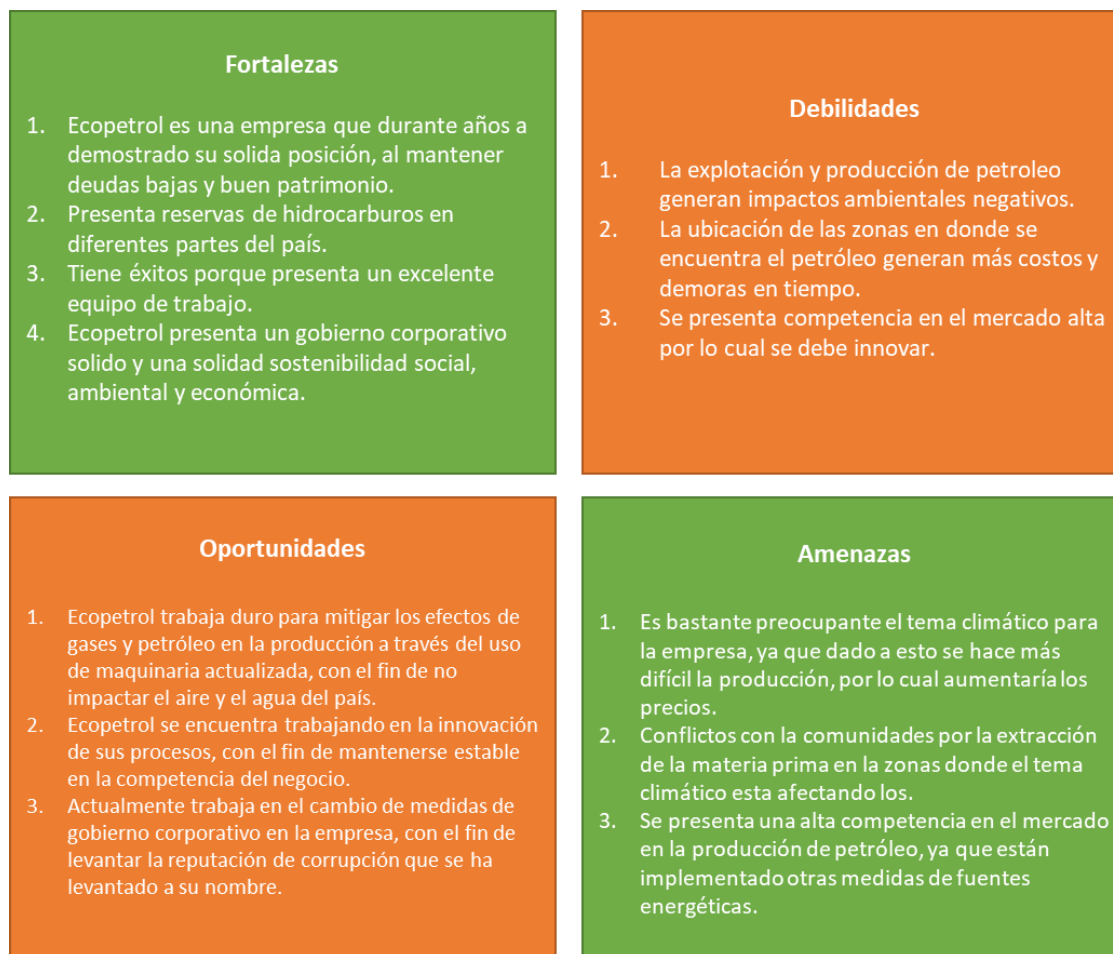 Fortalezas
1. Ecopetrol es una empresa que durante años a
demostrado su solida posición, al mantener
deudas bajas y buen patrimonio.
2. Presenta reservas de hidrocarburos en
diferentes partes del país.
3. Tiene éxitos porque presenta un excelente
equipo de trabajo.
4. Ecopetrol presenta un gobierno corporativo
solido y una solidad sostenibilidad social,
ambiental y económica.
Debilidades
1. La explotación y producción de petroleo
generan impactos ambientales negativos.
2. La ubicación de las zonas en donde se
encuentra el petróleo generan más costos y
demoras en tiempo.
3. Se presenta competencia en el mercado alta
por lo cual se debe innovar.
Oportunidades
1. Ecopetrol trabaja duro para mitigar los efectos de
gases y petróleo en la producción a través del uso
de maquinaria actualizada, con el fin de no
impactar el aire y el agua del país.
2. Ecopetrol se encuentra trabajando en la innovación
de sus procesos, con el fin de mantenerse estable
en la competencia del negocio.
3. Actualmente trabaja en el cambio de medidas de
gobierno corporativo en la empresa, con el fin de
levantar la reputación de corrupción que se ha
levantado a su nombre.
Amenazas
1. Es bastante preocupante el tema climático para
la empresa, ya que dado a esto se hace más
difícil la producción, por lo cual aumentaría los
precios.
2. Conflictos con la comunidades por la extracción
de la materia prima en la zonas donde el tema
climático esta afectando los.
3. Se presenta una alta competencia en el mercado
en la producción de petróleo, ya que están
implementado otras medidas de fuentes
energéticas.